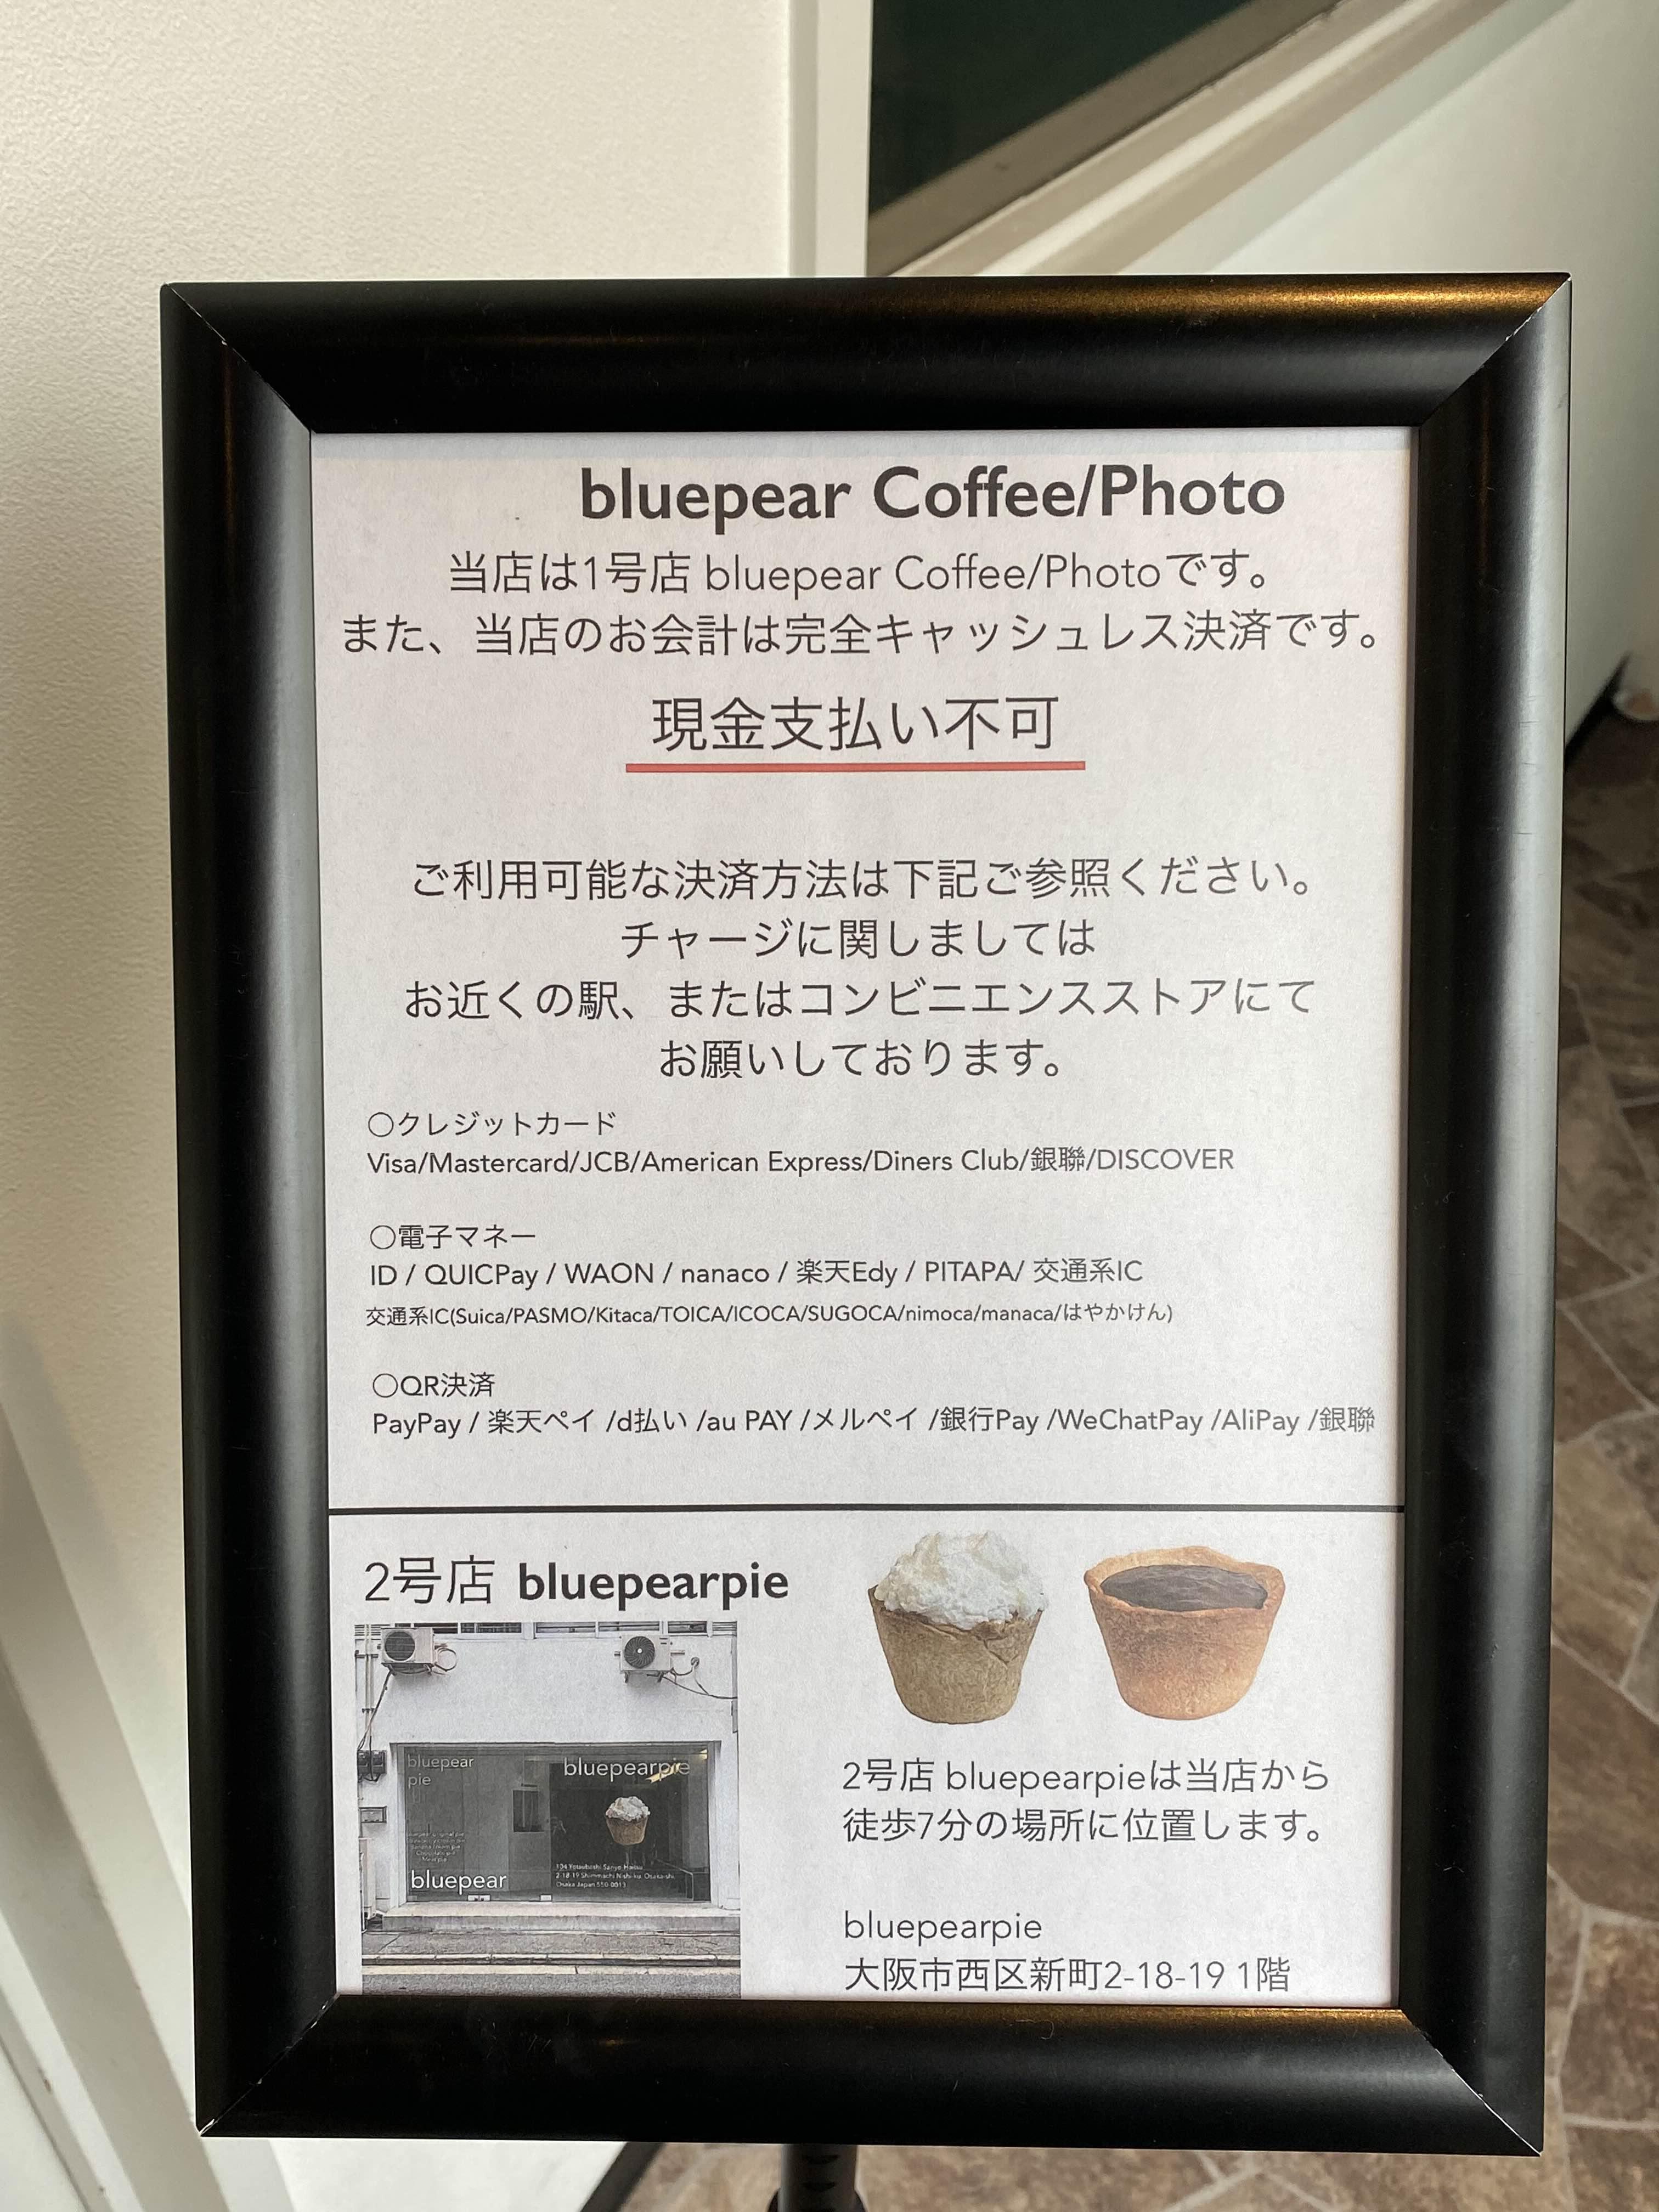 bluepear Coffee/Photo
当店は1号店 bluepear Coffee/Photoです。
また、当店のお会計は完全キャッシュレス決済です。
現金支払い不可
ご利用可能な決済方法は下記ご参照ください。
チャージに関しましては
お近くの駅、またはコンビニエンスストアにて
お願いしております。
〇クレジットカード
Visa/Mastercard/JCB/American Express/Diners Club/銀聯/DISCOVER
〇電子マネー
ID / QUICPay / WAON / nanaco / 楽天Edy / PITAPA/ 交通系IC
交通系IC(Suica/PASMO/Kitaca/TOICA/ICOCA/SUGOCA/nimoca/manaca/はやかけん)
〇QR決済
PayPay / 楽天ペイ /d払い /au PAY /メルペイ /銀行Pay /WeChatPay /AliPay /銀聯
2号店 bluepearpie
bluepear
pie
bluepearpie
bluepear
2号店 bluepearpieは当店から
徒歩7分の場所に位置します。
bluepearpie
大阪市西区新町2-18-19 1階